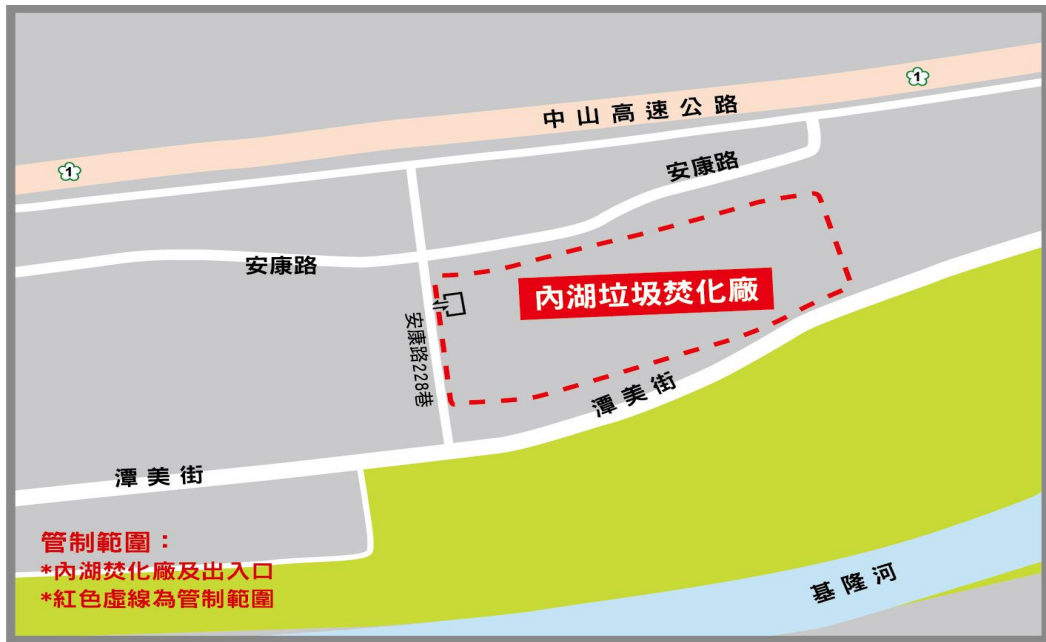 1
中山高速公路
1
安康路
安康路
內湖垃圾焚化廠
安康路228巷
潭美街
潭美街
管制範圍：
*內湖焚化廠及出入口
*紅色虛線為管制範圍
基隆河